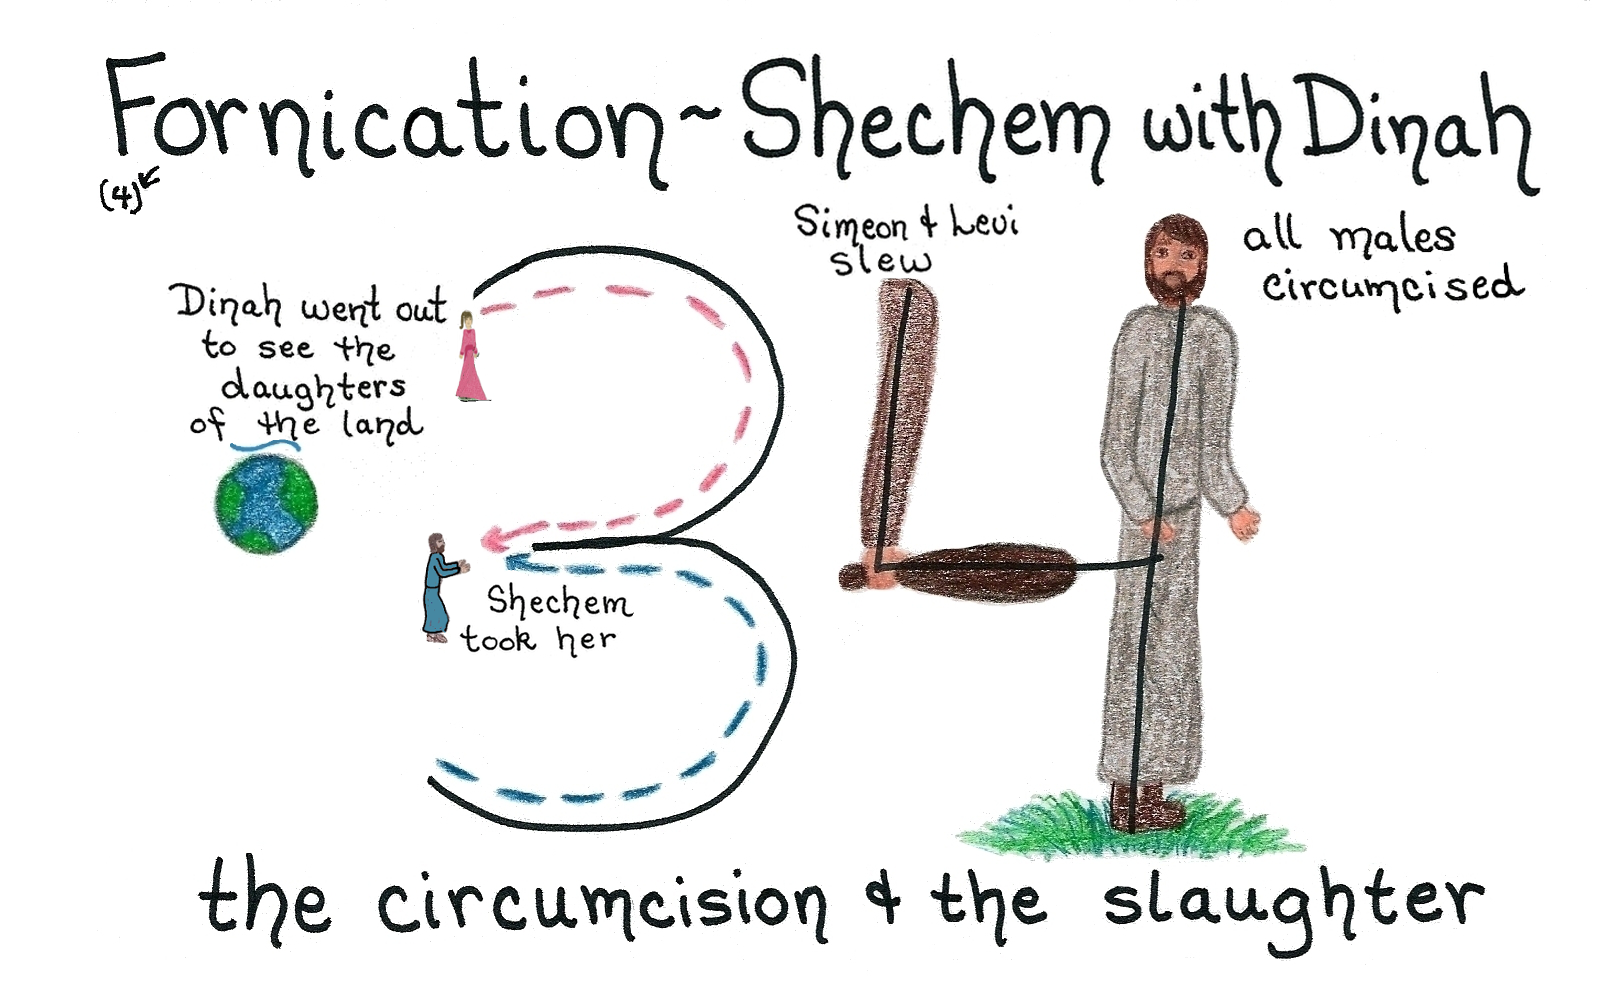 Fornication ~ Shechem with Dinah
(4)
Simeon & Levi
slew
all males
circumcised
Dinah went out
to see the
daughters
of the land
34
Shechem
took her
the circumcision & the slaughter